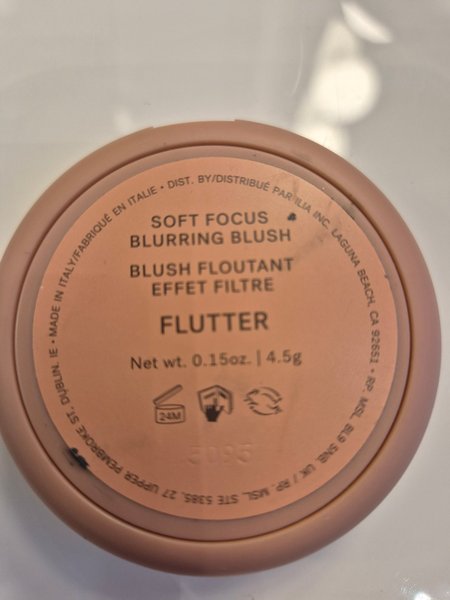 SOFT FOCUS
BLURRING BLUSH
BLUSH FLOUTANT
EFFET FILTRE
FLUTTER
Net wt. 0.15oz. | 4.5g
24M
• MADE IN ITALY/FABRIQUÉ EN ITALIE • DIST. BY/DISTRIBUÉ PAR ILIA INC. LAGUNA BEACH, CA 92651 • RP. MSL BL9 5NB, UK / RP. MSL STE 5385, 27 UPPER PEMBROKE ST. DUBLIN, IE